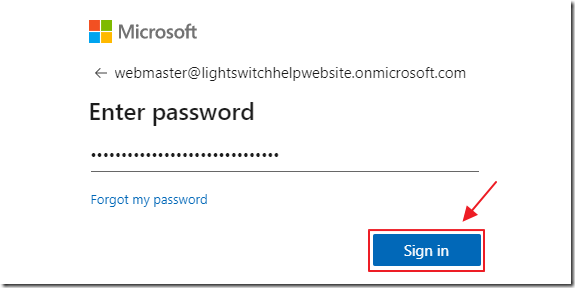 Microsoft
← webmaster@lightswitchhelpwebsite.onmicrosoft.com
Enter password
•••••••••••••••••••••••••••••••
Forgot my password
Sign in